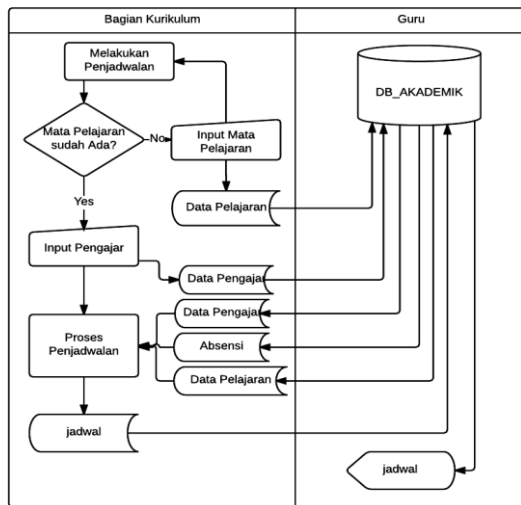 Bagian Kurikulum
Guru
Melakukan
Penjadwalan
DB_AKADEMIK
Mata Pelajaran
sudah Ada?
No
Input Mata
Pelajaran
Data Pelajaran
Yes
Input Pengajar
Data Pengajar
Data Pengajar
Proses
Penjadwalan
Absensi
Data Pelajaran
jadwal
jadwal